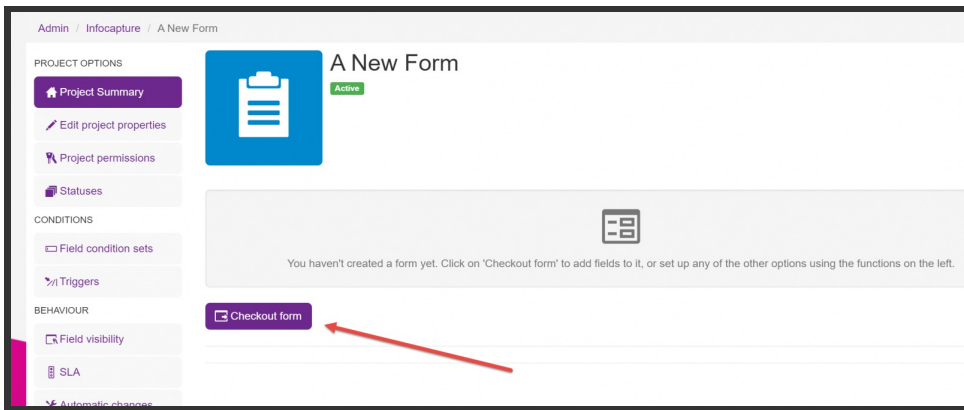 Admin / Infocapture / A New Form
PROJECT OPTIONS
Project Summary
Edit project properties
Project permissions
Statuses
CONDITIONS
Field condition sets
Triggers
BEHAVIOUR
Field visibility
SLA
Automatic changes
A New Form
Active
You haven't created a form yet. Click on 'Checkout form' to add fields to it, or set up any of the other options using the functions on the left.
Checkout form